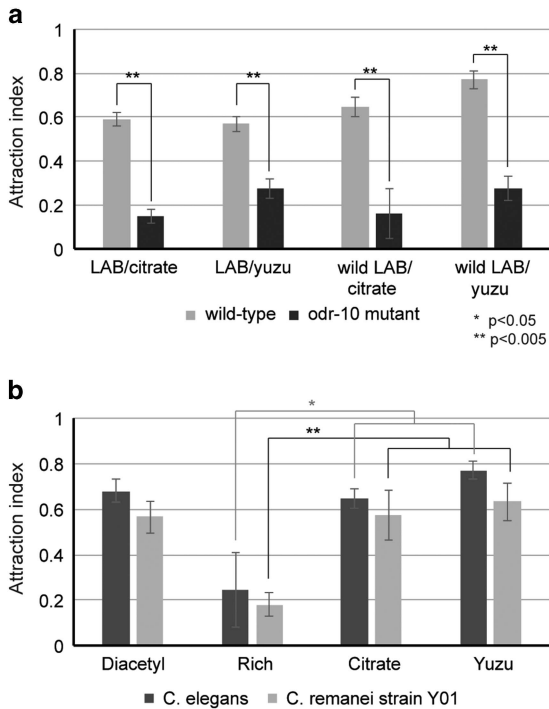 a
Attraction index
1
0.8
0.6
0.4
0.2
0
**
**
**
**
LAB/citrate
LAB/yuzu
wild LAB/
citrate
wild LAB/
yuzu
wild-type
odr-10 mutant
* p<0.05
** p<0.005
b
Attraction index
1
0.8
0.6
0.4
0.2
0
*
**
Diacetyl
Rich
Citrate
Yuzu
C. elegans
C. remanei strain Y01